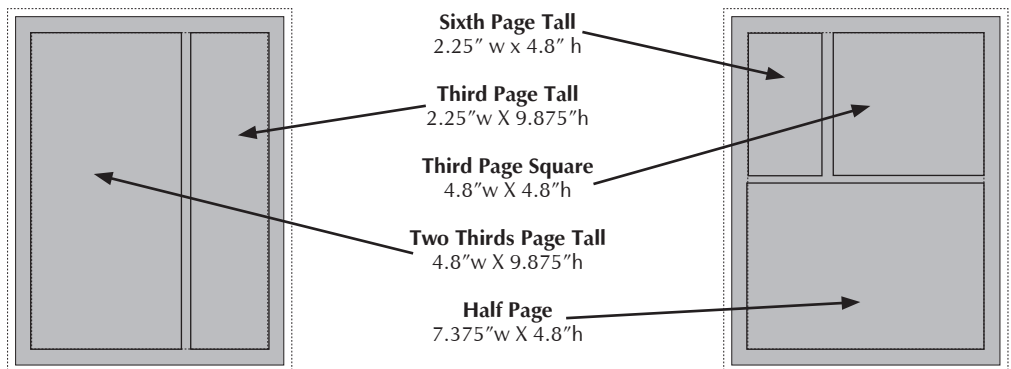 Sixth Page Tall
2.25" w x 4.8" h
Third Page Tall
2.25"w X 9.875"h
Third Page Square
4.8"w X 4.8"h
Two Thirds Page Tall
4.8"w X 9.875"h
Half Page
7.375"w X 4.8"h